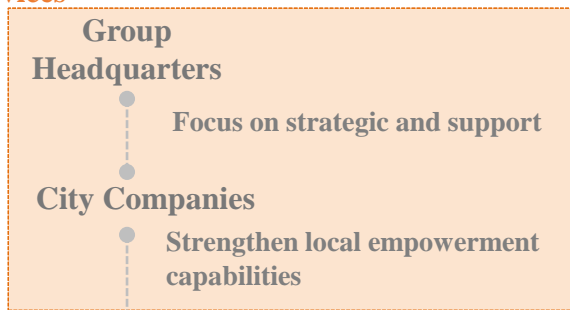 Group
Headquarters
Focus on strategic and support
City Companies
Strengthen local empowerment
capabilities